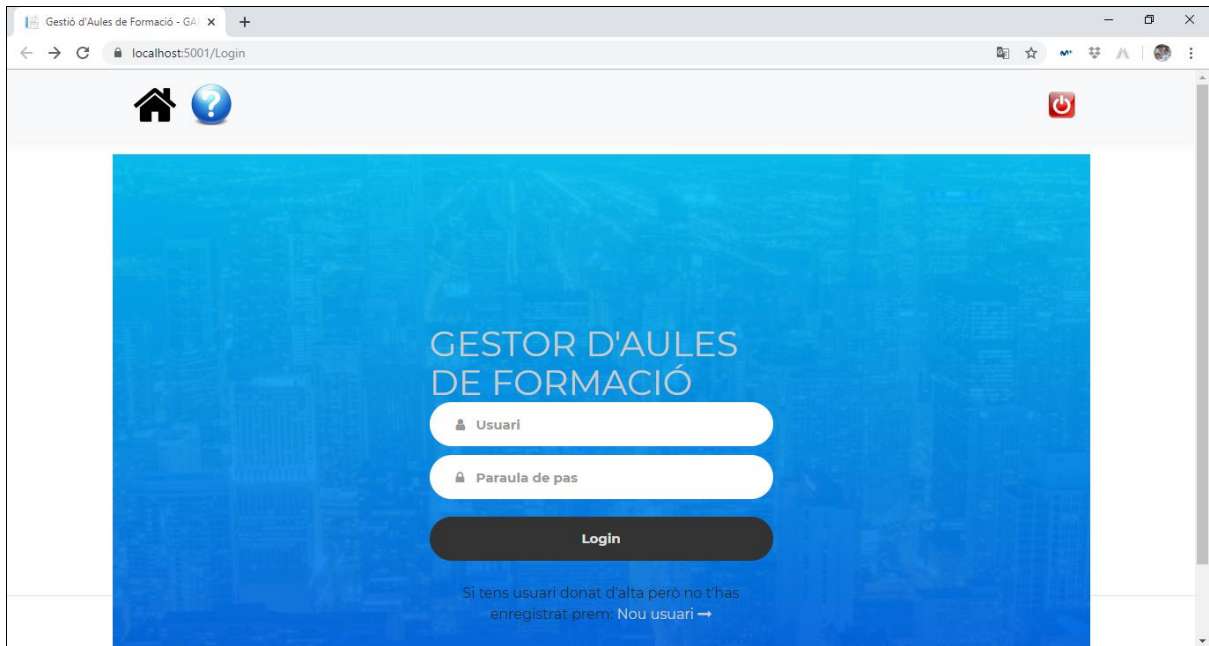 Gestió d'Aules de Formació - GA
localhost:5001/Login
?
GESTOR D'AULES
DE FORMACIÓ
Usuari
Paraula de pas
Login
Si tens usuari donat d'alta però no t'has
enregistrat prem: Nou usuari →